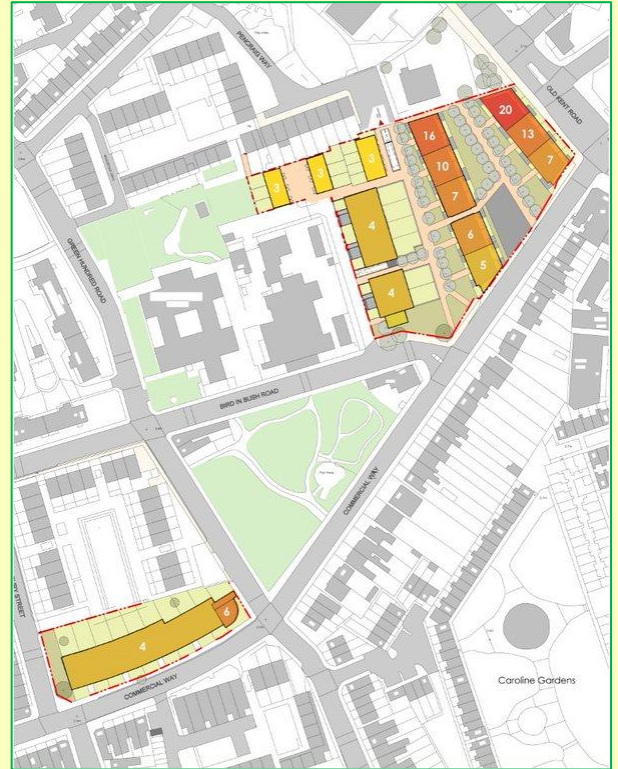 PENCRAIG WAY
OLD KENT ROAD
20
16
13
3
3
3
10
7
7
4
6
5
GREEN HUNDRED ROAD
4
BIRD IN BUSH ROAD
COMMERCIAL WAY
6
4
COMMERCIAL WAY
STREET
Caroline Gardens